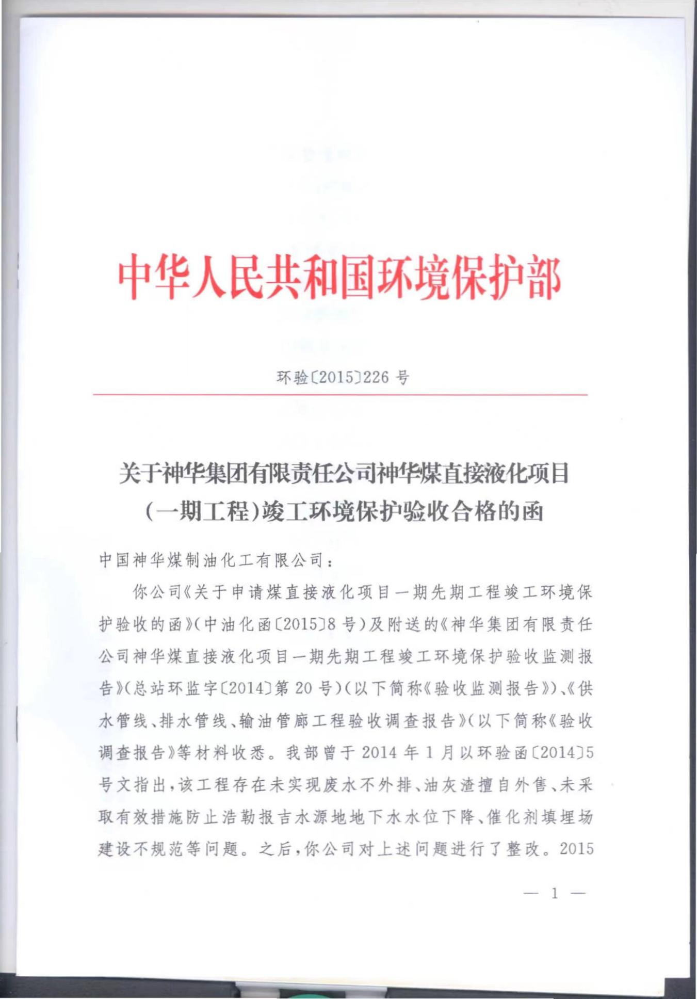 中华人民共和国环境保护部
环验〔2015〕226 号
关于神华集团有限责任公司神华煤直接液化项目
(一期工程)竣工环境保护验收合格的函
中国神华煤制油化工有限公司：
你公司《关于申请煤直接液化项目一期先期工程竣工环境保
护验收的函》(中油化函〔2015〕8 号)及附送的《神华集团有限责任
公司神华煤直接液化项目一期先期工程竣工环境保护验收监测报
告》(总站环监字〔2014〕第 20 号)(以下简称《验收监测报告》)、《供
水管线、排水管线、输油管廊工程验收调查报告》(以下简称《验收
调查报告》等材料收悉。我部曾于 2014 年 1 月以环验函〔2014〕5
号文指出,该工程存在未实现废水不外排、油灰渣擅自外售、未采
取有效措施防止浩勒报吉水源地地下水水位下降、催化剂填埋场
建设不规范等问题。之后,你公司对上述问题进行了整改。2015
— 1 —